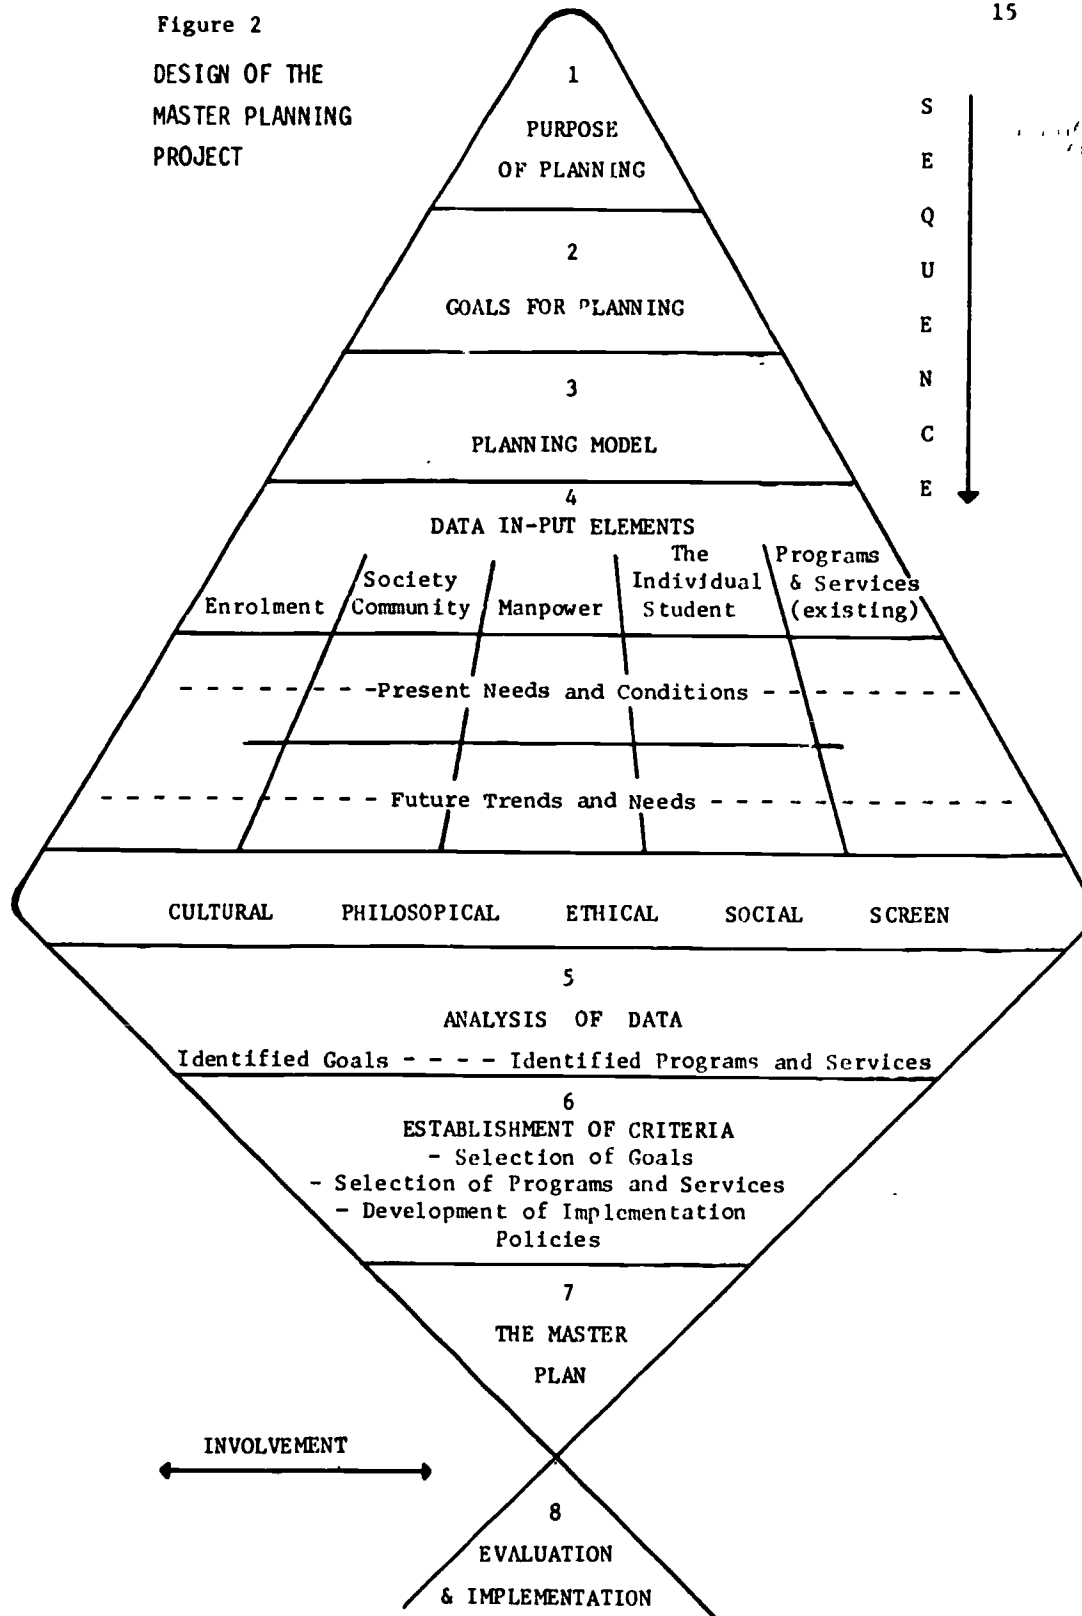 Figure 2
15
DESIGN OF THE
MASTER PLANNING
PROJECT
S
E
Q
U
E
N
C
E
1
PURPOSE
OF PLANNING
2
GOALS FOR PLANNING
3
PLANNING MODEL
4
DATA IN-PUT ELEMENTS
Enrolment
Society
Community
Manpower
The
Individual
Student
Programs
& Services
(existing)
Present Needs and Conditions
Future Trends and Needs
CULTURAL PHILOSOPICAL ETHICAL SOCIAL SCREEN
5
ANALYSIS OF DATA
Identified Goals - - - - Identified Programs and Services
6
ESTABLISHMENT OF CRITERIA
- Selection of Goals
- Selection of Programs and Services
- Development of Implementation
Policies
7
THE MASTER
PLAN
INVOLVEMENT
8
EVALUATION
& IMPLEMENTATION